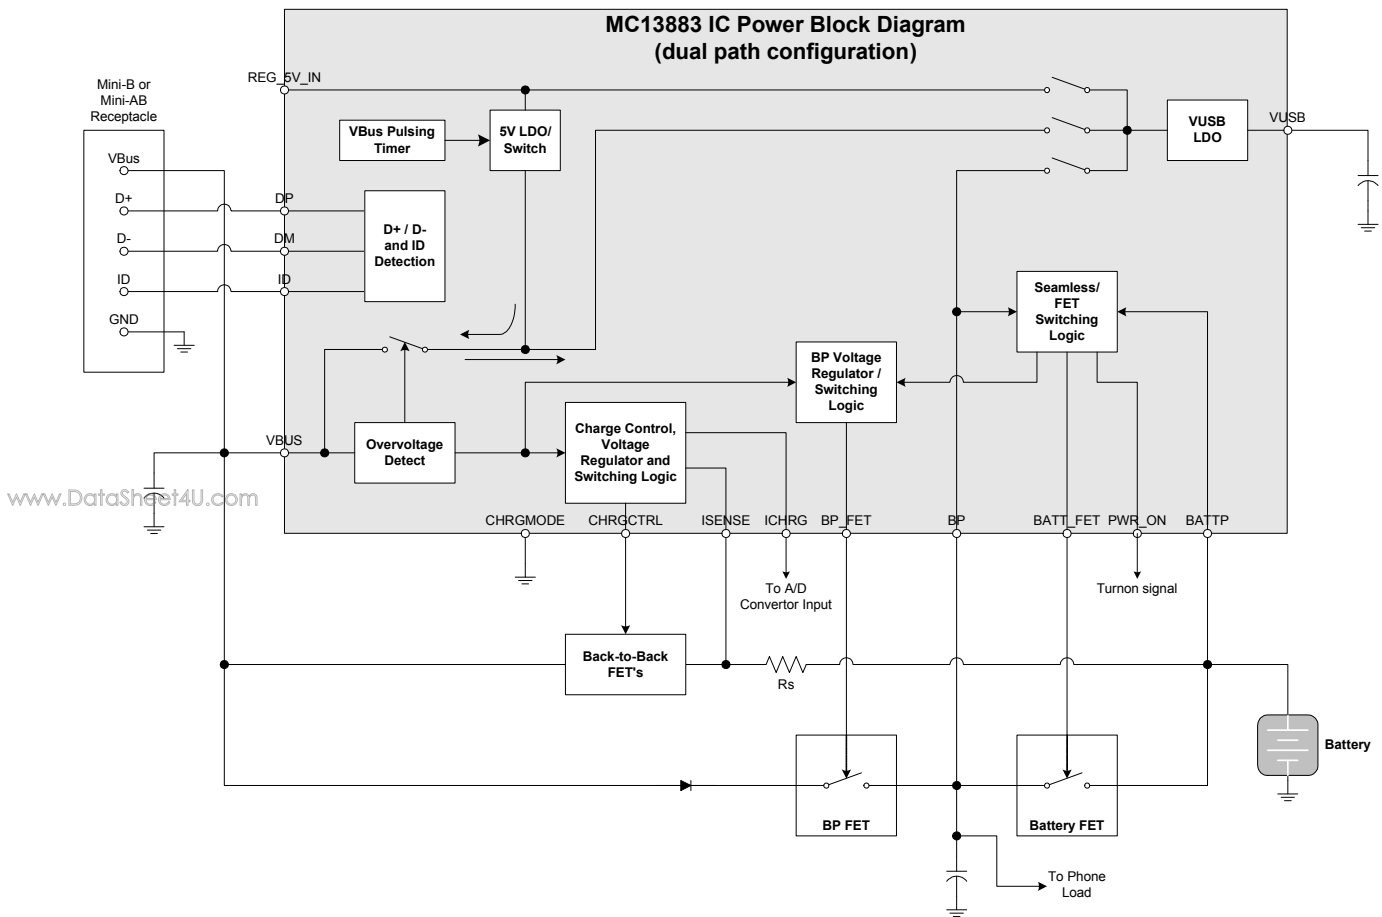 MC13883 IC Power Block Diagram
(dual path configuration)
REG_5V_IN
Mini-B or
Mini-AB
Receptacle
VBus
D+
D-
ID
GND
DP
DM
ID
VBus Pulsing
Timer
5V LDO/
Switch
VUSB
LDO
VUSB
D+ / D-
and ID
Detection
Seamless/
FET
Switching
Logic
BP Voltage
Regulator /
Switching
Logic
VBUS
Overvoltage
Detect
Charge Control,
Voltage
Regulator and
Switching Logic
www.DataSheet4U.com
CHRGMODE
CHRGCTRL
ISENSE
ICHRG
BP_FET
BP
BATT_FET
PWR_ON
BATTP
To A/D
Convertor Input
Turnon signal
Back-to-Back
FET's
Rs
Battery
BP FET
Battery FET
To Phone
Load